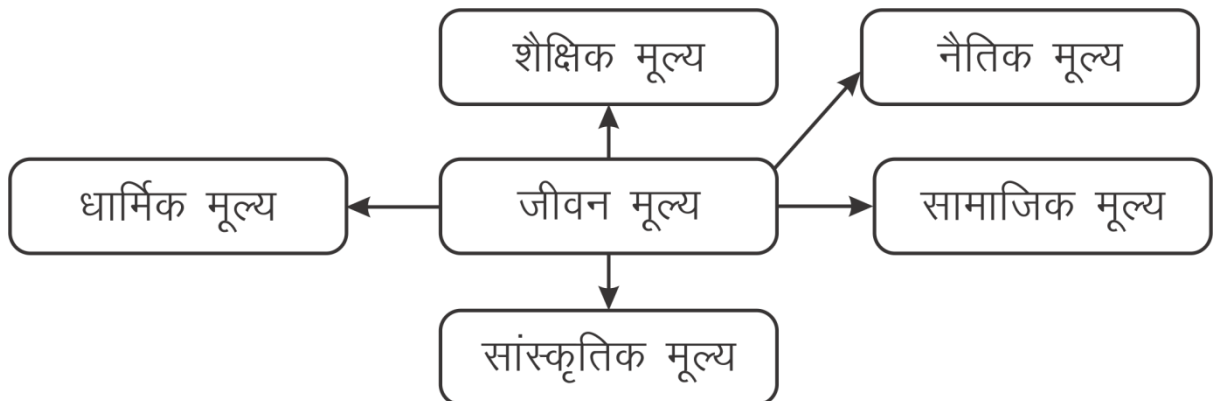 शैक्षिक मूल्य
नैतिक मूल्य
धार्मिक मूल्य
जीवन मूल्य
सामाजिक मूल्य
सांस्कृतिक मूल्य